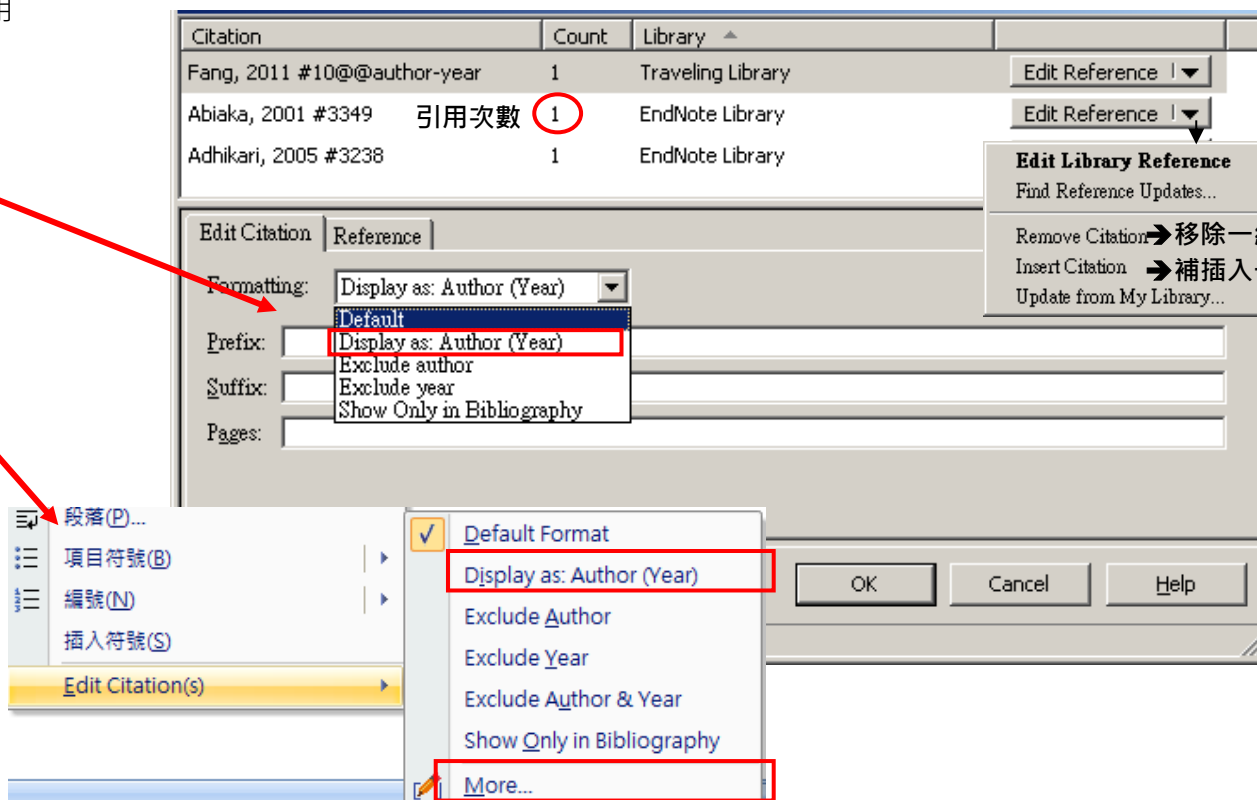 用
Citation Count Library
Fang, 2011 #10@@author-year 1 Traveling Library Edit Reference
Abiaka, 2001 #3349 引用次數 1 EndNote Library Edit Reference
Adhikari, 2005 #3238 1 EndNote Library
Edit Library Reference
Find Reference Updates...
Remove Citation➔移除一
Insert Citation ➔補插入
Update from My Library...
Edit Citation Reference
Formatting: Display as: Author (Year)
Default
Display as: Author (Year)
Exclude author
Exclude year
Show Only in Bibliography
Prefix:
Suffix:
Pages:
OK Cancel Help
段落(P)...
項目符號(B)
編號(N)
插入符號(S)
Edit Citation(s)
Default Format
Display as: Author (Year)
Exclude Author
Exclude Year
Exclude Author & Year
Show Only in Bibliography
More...